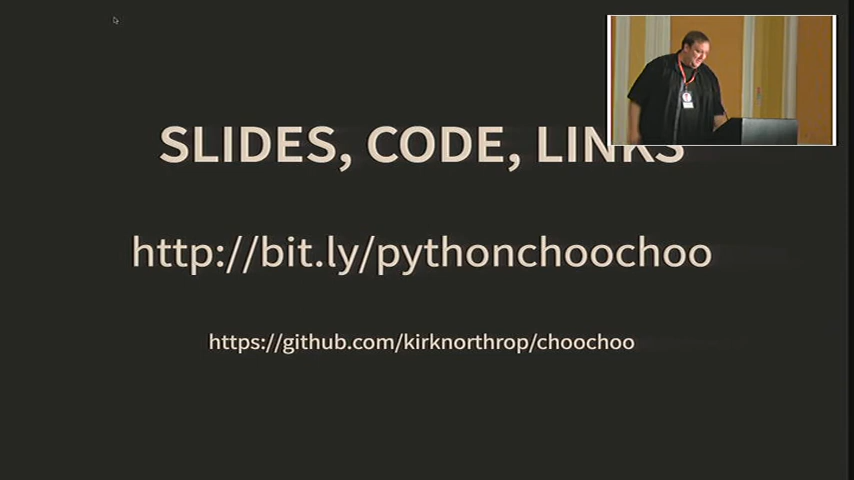 SLIDES, CODE, LINKS
http://bit.ly/pythonchoochoo
https://github.com/kirknorthrop/choochoo